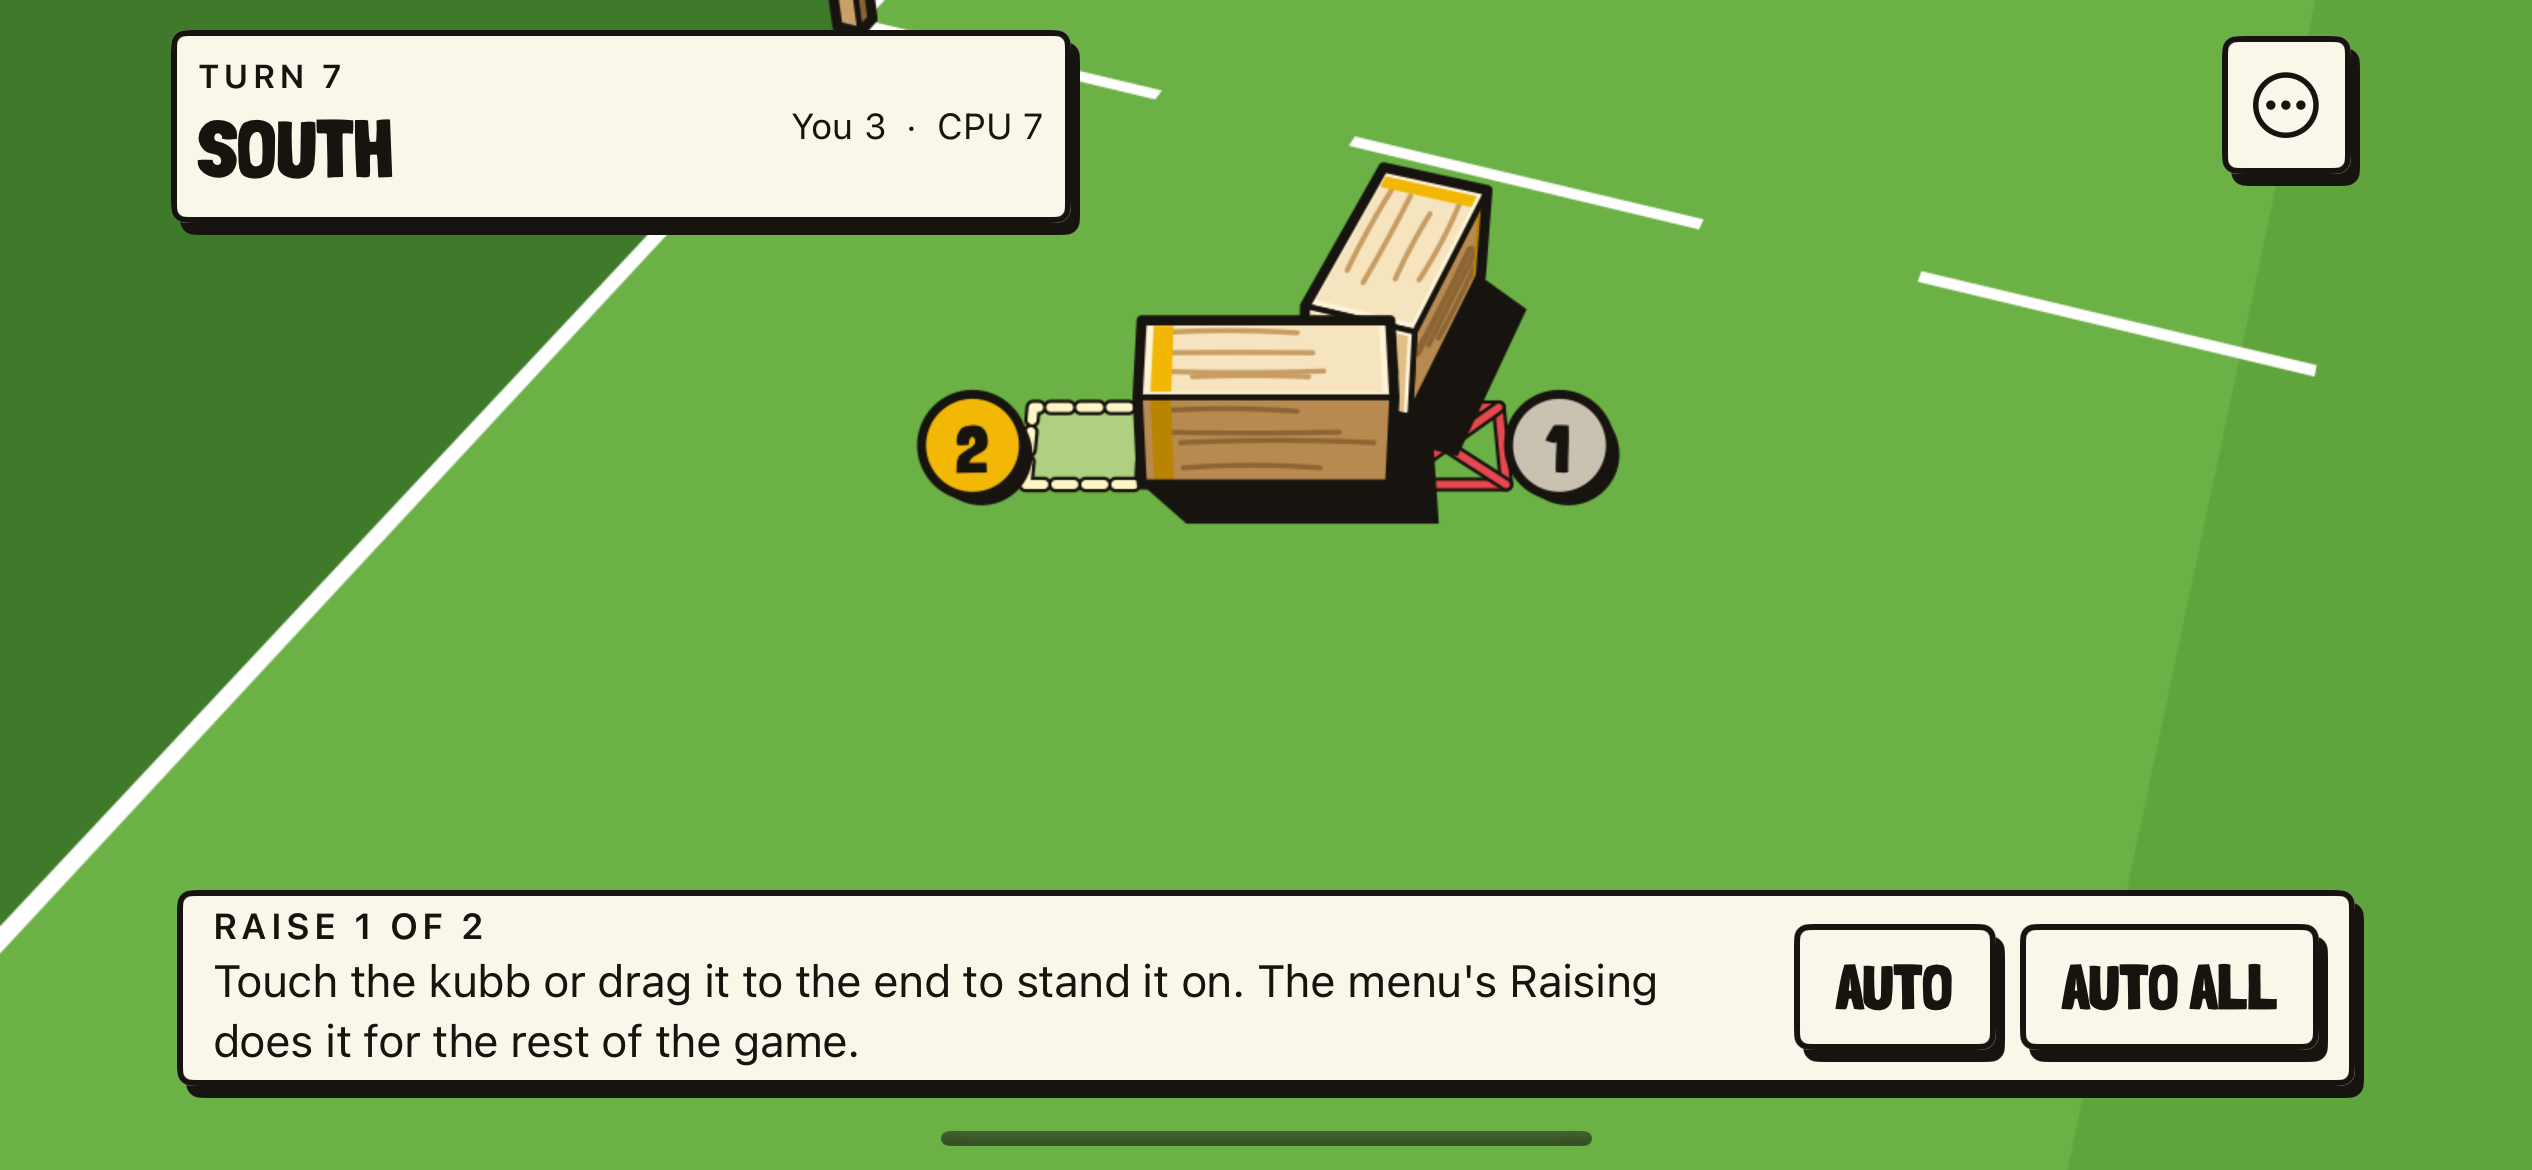 TURN 7
SOUTH
You 3 · CPU 7
2
1
RAISE 1 OF 2
Touch the kubb or drag it to the end to stand it on. The menu's Raising
does it for the rest of the game.
AUTO
AUTO ALL